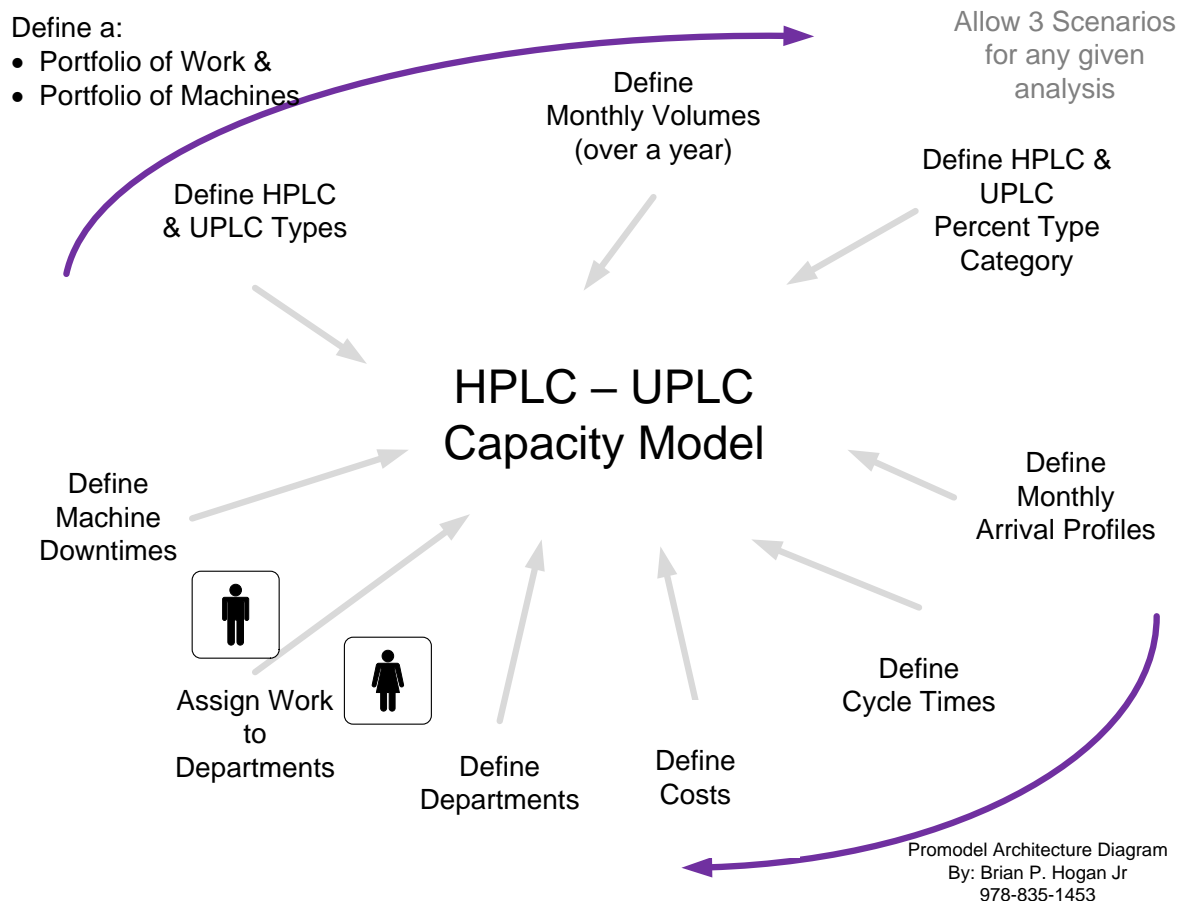 Define a:
• Portfolio of Work &
• Portfolio of Machines
Allow 3 Scenarios
for any given
analysis
Define
Monthly Volumes
(over a year)
Define HPLC &
UPLC
Percent Type
Category
Define HPLC
& UPLC Types
HPLC – UPLC
Capacity Model
Define
Machine
Downtimes
Define
Monthly
Arrival Profiles
Assign Work
to
Departments
Define
Departments
Define
Costs
Define
Cycle Times
Promodel Architecture Diagram
By: Brian P. Hogan Jr
978-835-1453